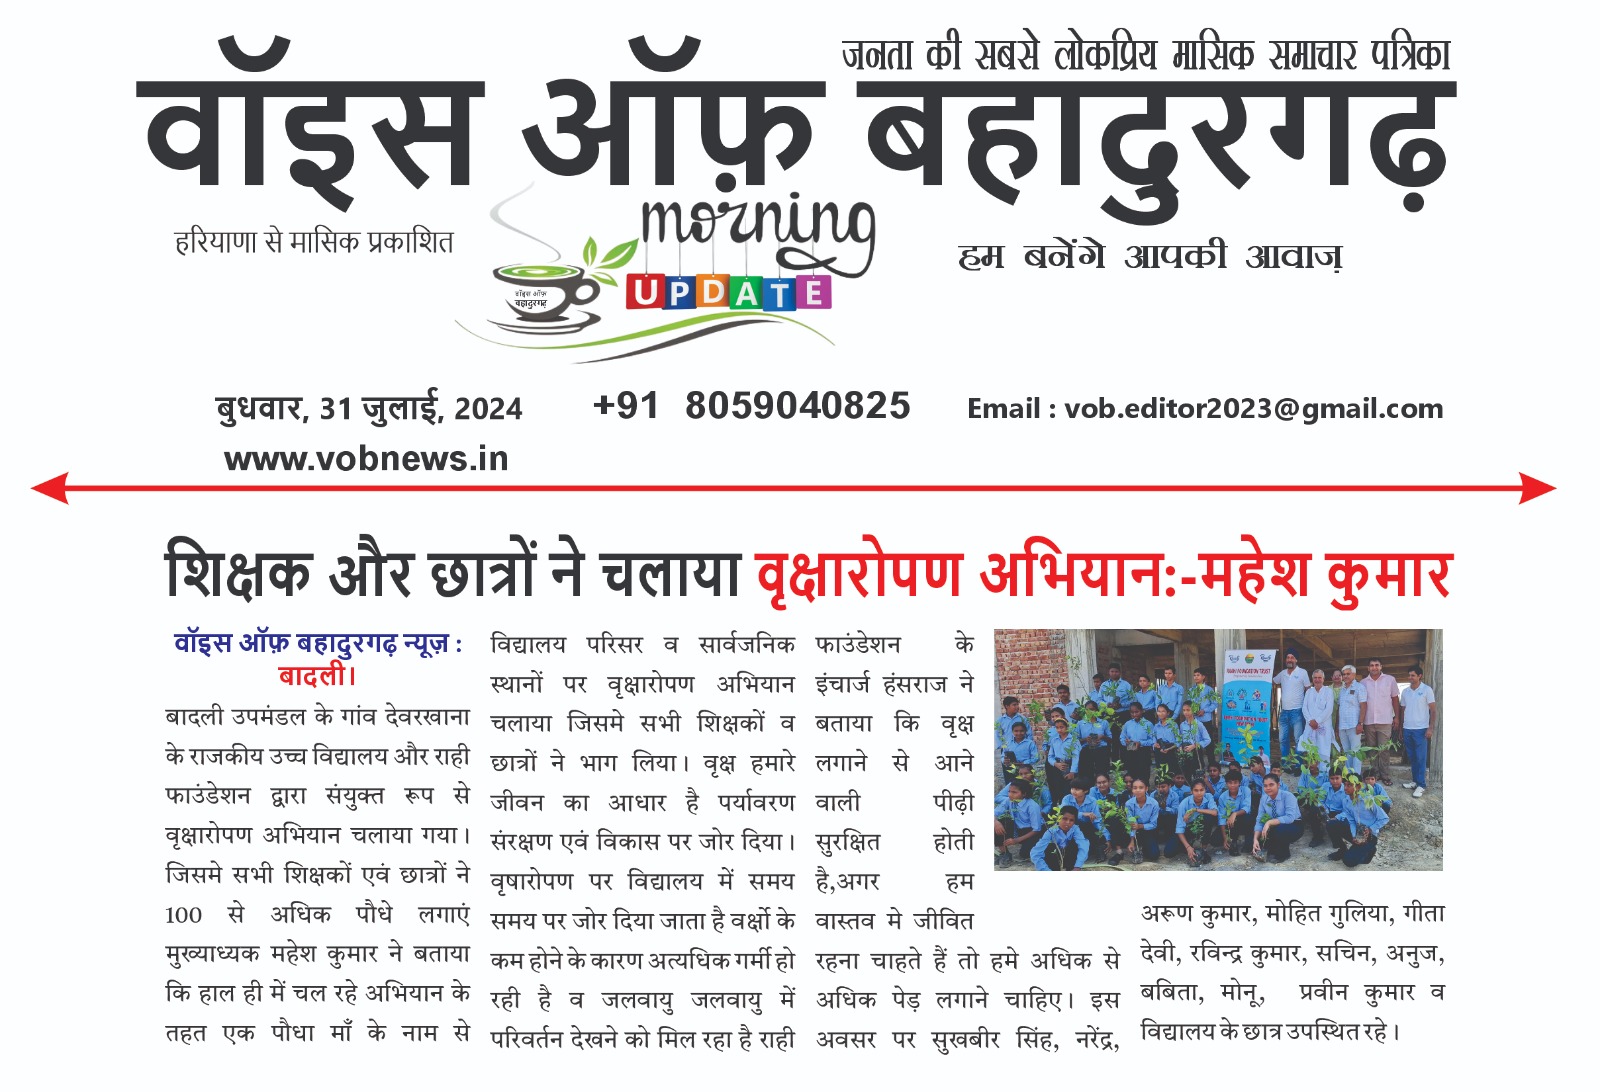 जनता की सबसे लोकप्रिय मासिक समाचार पत्रिका
वॉइस ऑफ़ बहादुरगढ़
हरियाणा से मासिक प्रकाशित
morning
UPDATE
वॉइस ऑफ़
बहादुरगढ़
हम बनेंगे आपकी आवाज़
बुधवार, 31 जुलाई, 2024 +91 8059040825 Email : vob.editor2023@gmail.com
www.vobnews.in
शिक्षक और छात्रों ने चलाया वृक्षारोपण अभियान:-महेश कुमार
वॉइस ऑफ़ बहादुरगढ़ न्यूज़ :
बादली।
बादली उपमंडल के गांव देवरखाना
के राजकीय उच्च विद्यालय और राही
फाउंडेशन द्वारा संयुक्त रूप से
वृक्षारोपण अभियान चलाया गया।
जिसमे सभी शिक्षकों एवं छात्रों ने
100 से अधिक पौधे लगाएं
मुख्याध्यक महेश कुमार ने बताया
कि हाल ही में चल रहे अभियान के
तहत एक पौधा माँ के नाम से
विद्यालय परिसर व सार्वजनिक
स्थानों पर वृक्षारोपण अभियान
चलाया जिसमे सभी शिक्षकों व
छात्रों ने भाग लिया। वृक्ष हमारे
जीवन का आधार है पर्यावरण
संरक्षण एवं विकास पर जोर दिया।
वृषारोपण पर विद्यालय में समय
समय पर जोर दिया जाता है वर्क्षो के
कम होने के कारण अत्यधिक गर्मी हो
रही है व जलवायु जलवायु में
परिवर्तन देखने को मिल रहा है राही
फाउंडेशन के
इंचार्ज हंसराज ने
बताया कि वृक्ष
लगाने से आने
वाली पीढ़ी
सुरक्षित होती
है,अगर हम
वास्तव मे जीवित
रहना चाहते हैं तो हमे अधिक से
अधिक पेड़ लगाने चाहिए। इस
अवसर पर सुखबीर सिंह, नरेंद्र,
अरूण कुमार, मोहित गुलिया, गीता
देवी, रविन्द्र कुमार, सचिन, अनुज,
बबिता, मोनू, प्रवीन कुमार व
विद्यालय के छात्र उपस्थित रहे।